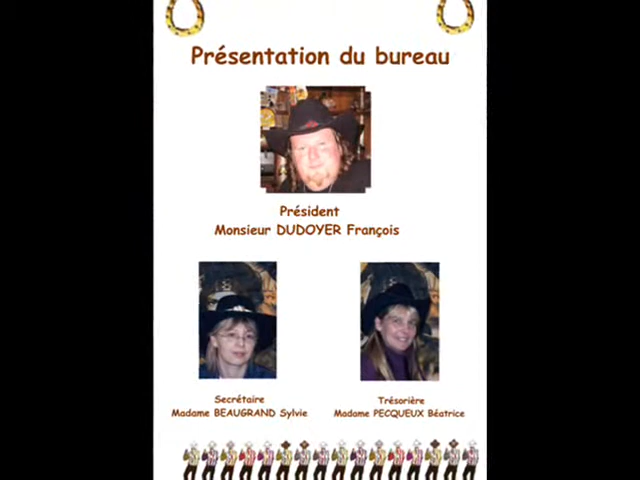 Présentation du bureau
Président
Monsieur DUDOYER François
Secrétaire
Madame BEAUGRAND Sylvie
Trésorière
Madame PECQUEUX Béatrice